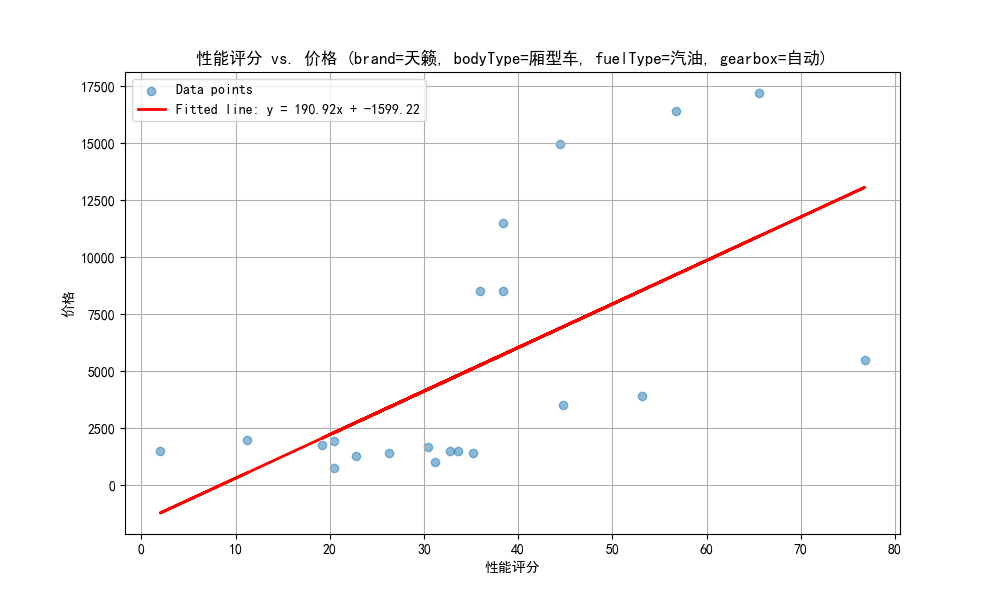 性能评分 vs. 价格 (brand=天籁, bodyType=厢型车, fuelType=汽油, gearbox=自动)
Data points
Fitted line: y = 190.92x + -1599.22
17500
15000
12500
10000
7500
5000
2500
0
价格
0 10 20 30 40 50 60 70 80
性能评分